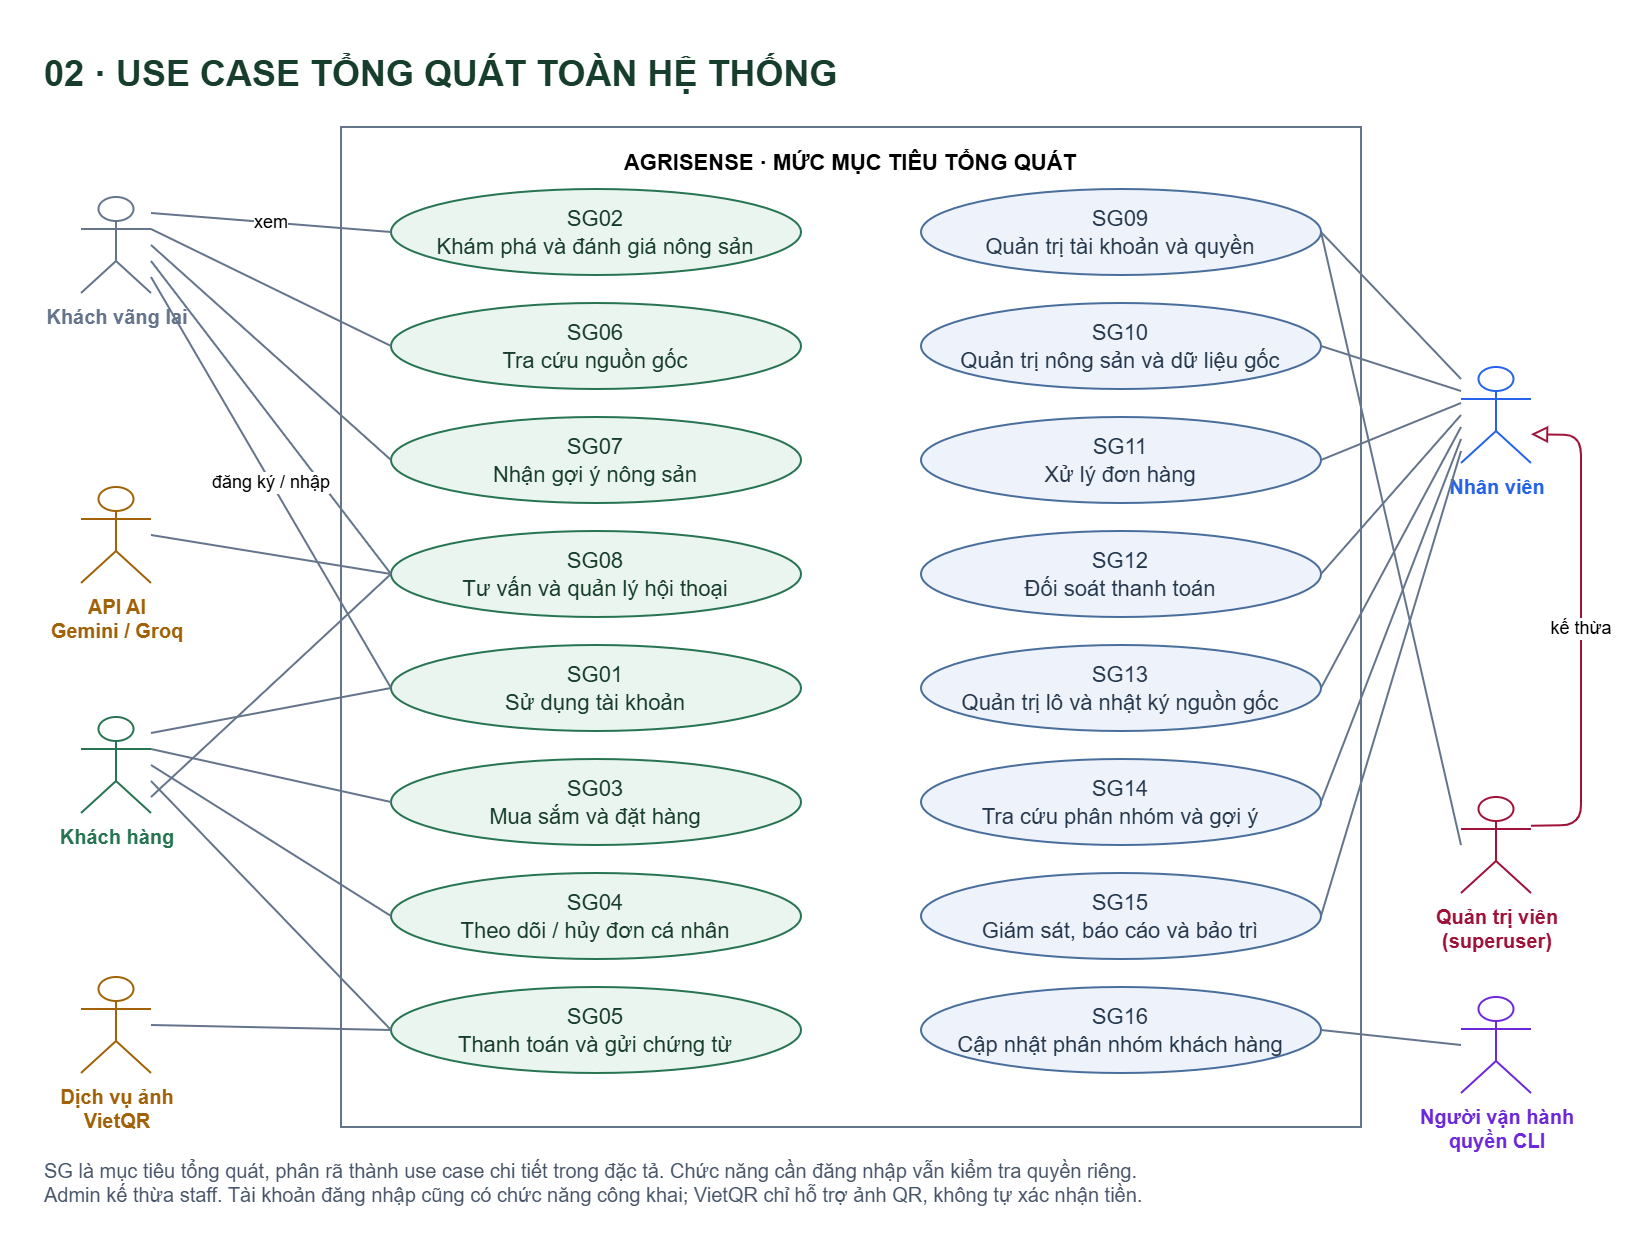 02 · USE CASE TỔNG QUÁT TOÀN HỆ THỐNG
AGRISENSE · MỨC MỤC TIÊU TỔNG QUÁT
Khách vãng lai
API AI
Gemini / Groq
Khách hàng
Dịch vụ ảnh
VietQR
xem
đăng ký / nhập
SG02
Khám phá và đánh giá nông sản
SG06
Tra cứu nguồn gốc
SG07
Nhận gợi ý nông sản
SG08
Tư vấn và quản lý hội thoại
SG01
Sử dụng tài khoản
SG03
Mua sắm và đặt hàng
SG04
Theo dõi / hủy đơn cá nhân
SG05
Thanh toán và gửi chứng từ
SG09
Quản trị tài khoản và quyền
SG10
Quản trị nông sản và dữ liệu gốc
SG11
Xử lý đơn hàng
SG12
Đối soát thanh toán
SG13
Quản trị lô và nhật ký nguồn gốc
SG14
Tra cứu phân nhóm và gợi ý
SG15
Giám sát, báo cáo và bảo trì
SG16
Cập nhật phân nhóm khách hàng
Nhân viên
kế thừa
Quản trị viên
(superuser)
Người vận hành
quyền CLI
SG là mục tiêu tổng quát, phân rã thành use case chi tiết trong đặc tả. Chức năng cần đăng nhập vẫn kiểm tra quyền riêng.
Admin kế thừa staff. Tài khoản đăng nhập cũng có chức năng công khai; VietQR chỉ hỗ trợ ảnh QR, không tự xác nhận tiền.